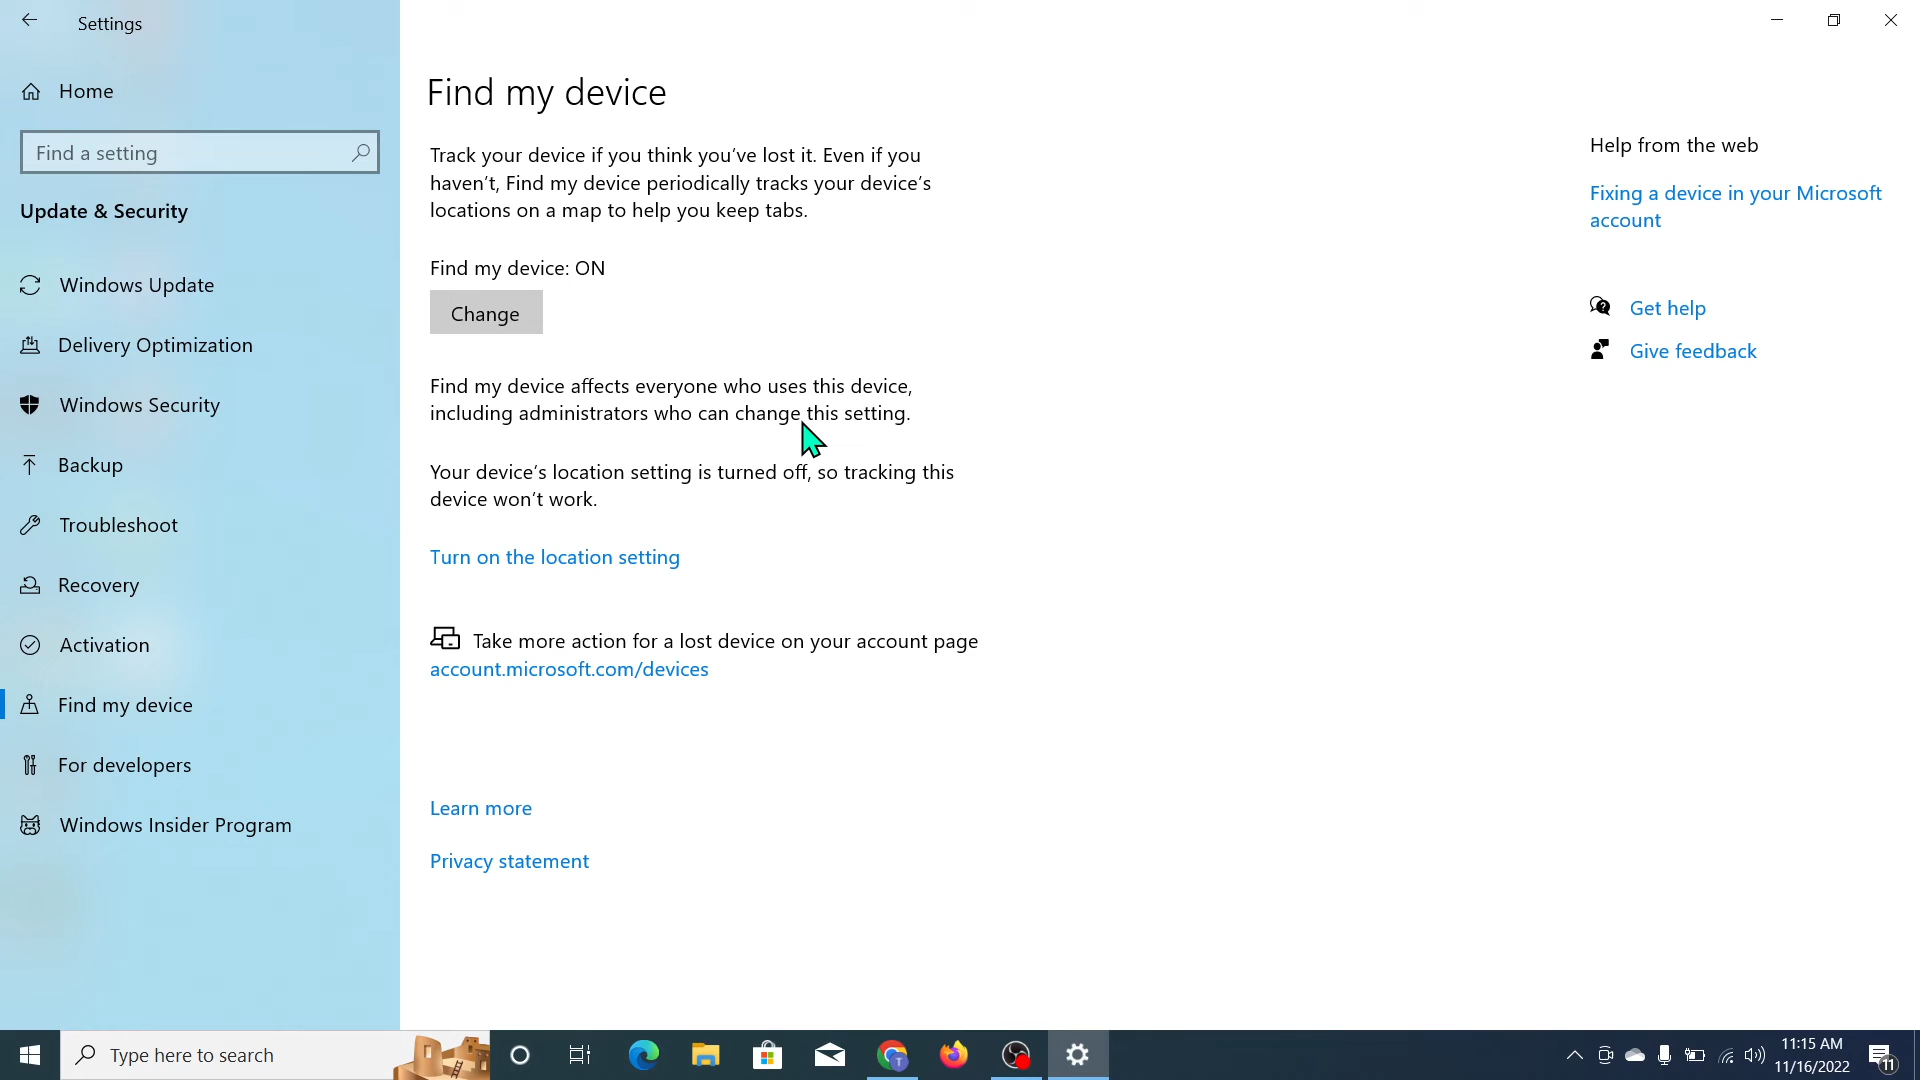 Settings
Home
Find a setting
Update & Security
Windows Update
Delivery Optimization
Windows Security
Backup
Troubleshoot
Recovery
Activation
Find my device
For developers
Windows Insider Program
Find my device
Track your device if you think you've lost it. Even if you
haven't, Find my device periodically tracks your device's
locations on a map to help you keep tabs.
Find my device: ON
Change
Find my device affects everyone who uses this device,
including administrators who can change this setting.
Your device's location setting is turned off, so tracking this
device won't work.
Turn on the location setting
Take more action for a lost device on your account page
account.microsoft.com/devices
Learn more
Privacy statement
Help from the web
Fixing a device in your Microsoft
account
Get help
Give feedback
Type here to search
T
11:15 AM
11/16/2022
11